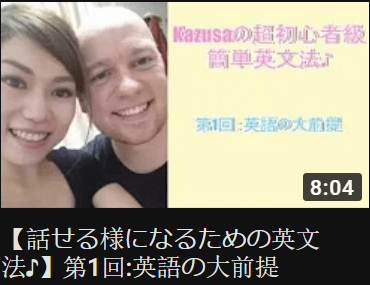 Kazusaの超初心者級
簡単英文法♪
第1回:英語の大前提
8:04
【話せる様になるための英文
法♪】第1回:英語の大前提